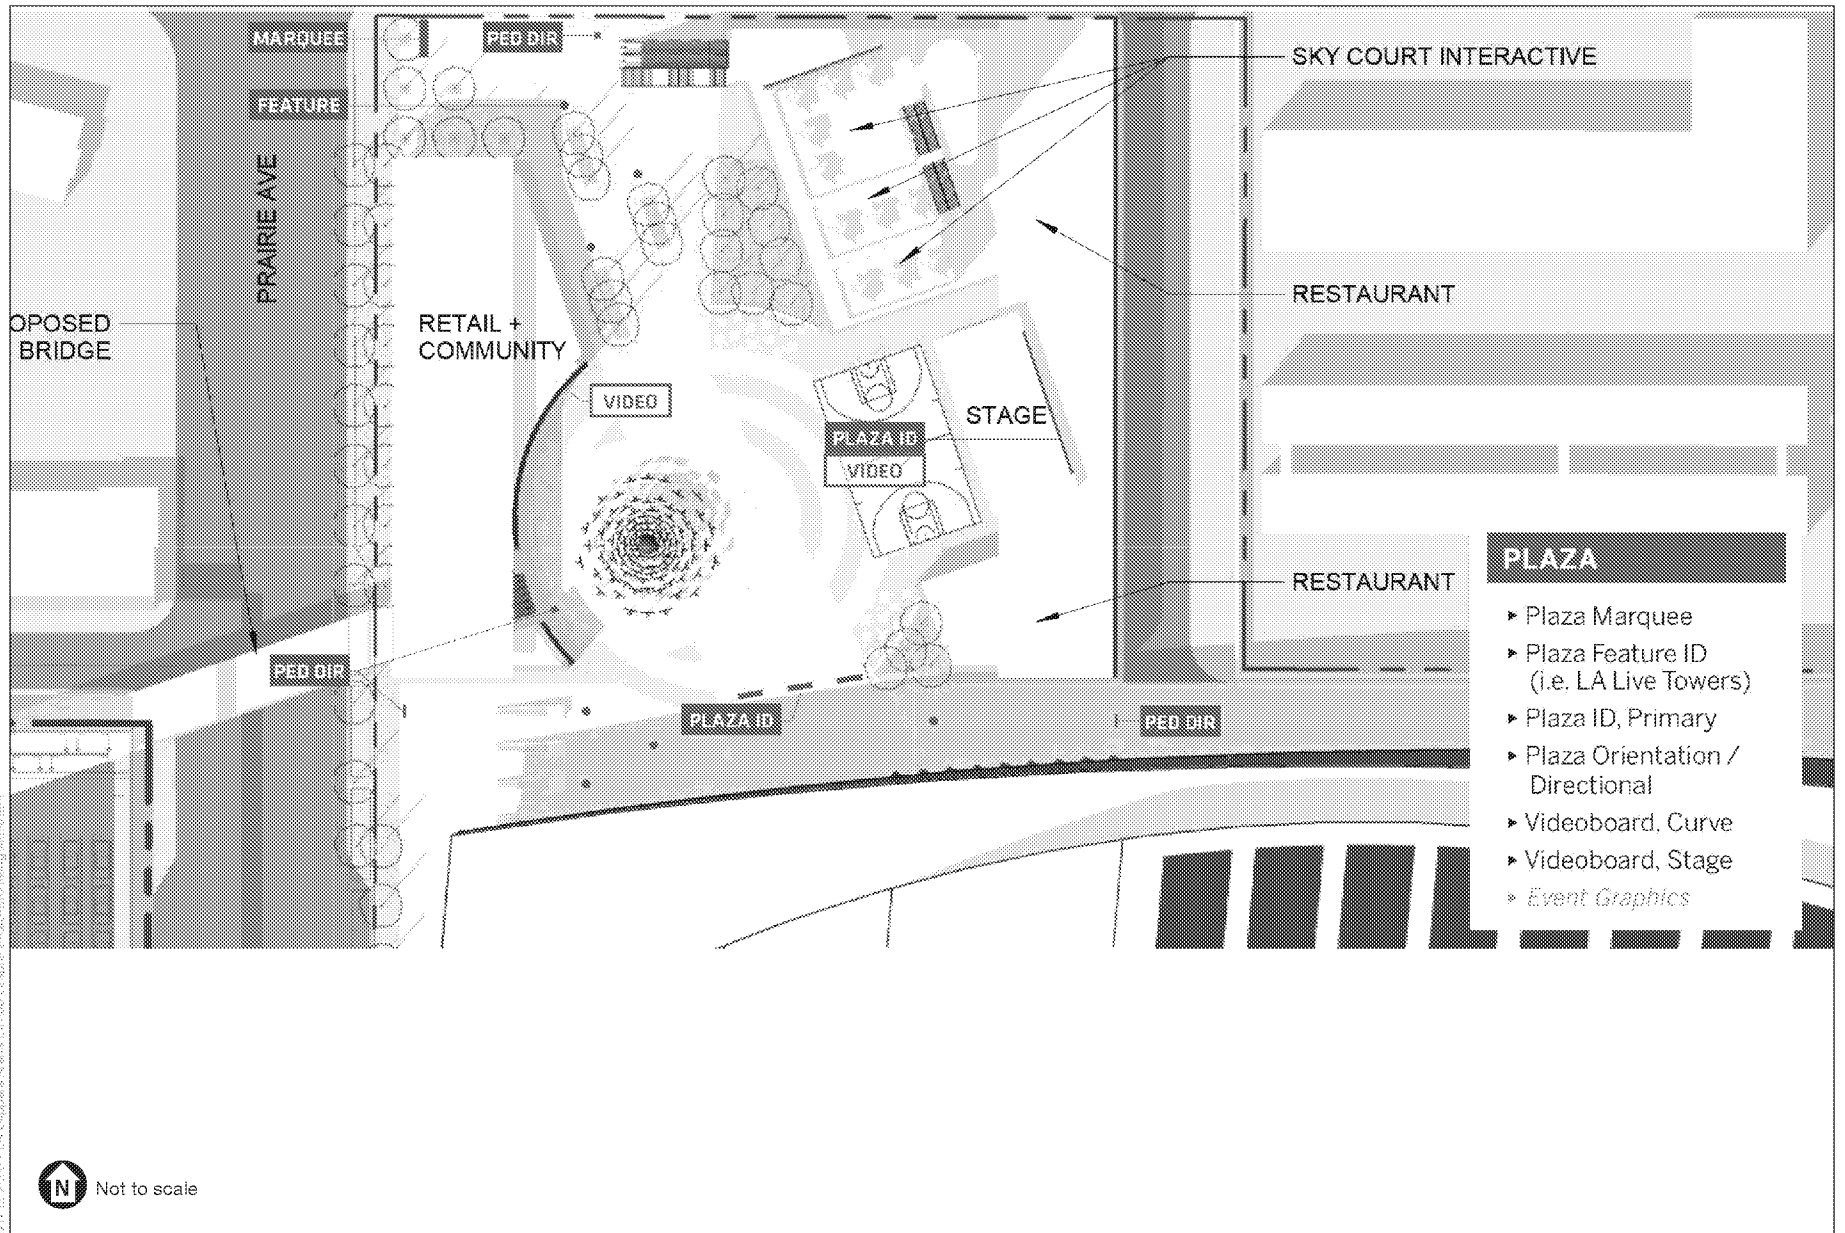 MARQUEE
PED DIR
SKY COURT INTERACTIVE
FEATURE
PRAIRIE AVE
RESTAURANT
OPOSED
BRIDGE
RETAIL +
COMMUNITY
VIDEO
STAGE
PLAZA ID
VIDEO
RESTAURANT
PED DIR
PLAZA ID
PED DIR
PLAZA
Plaza Marquee
Plaza Feature ID
(i.e. LA Live Towers)
Plaza ID, Primary
Plaza Orientation /
Directional
Videoboard, Curve
Videoboard, Stage
Event Graphics
N Not to scale